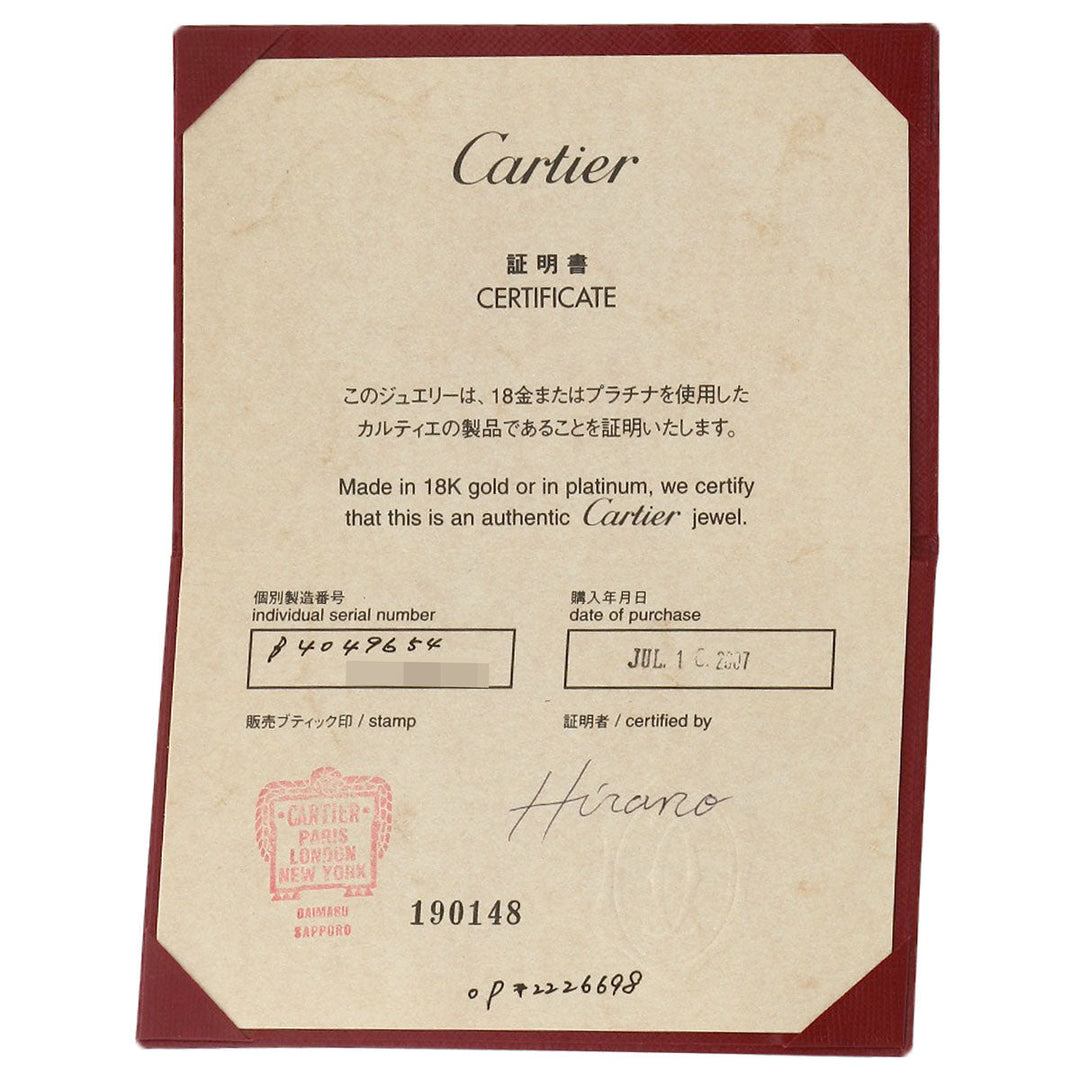 Cartier
証明書
CERTIFICATE
このジュエリーは、18金またはプラチナを使用した
カルティエの製品であることを証明いたします。
Made in 18K gold or in platinum, we certify
that this is an authentic Cartier jewel.
個別製造番号
individual serial number
購入年月日
date of purchase
4049654
JUL. 1 2007
販売ブティック印 / stamp
証明者 / certified by
Hirano
CARTIER
PARIS
LONDON
NEW YORK
DAIMARU
SAPPORO
190148
2226698